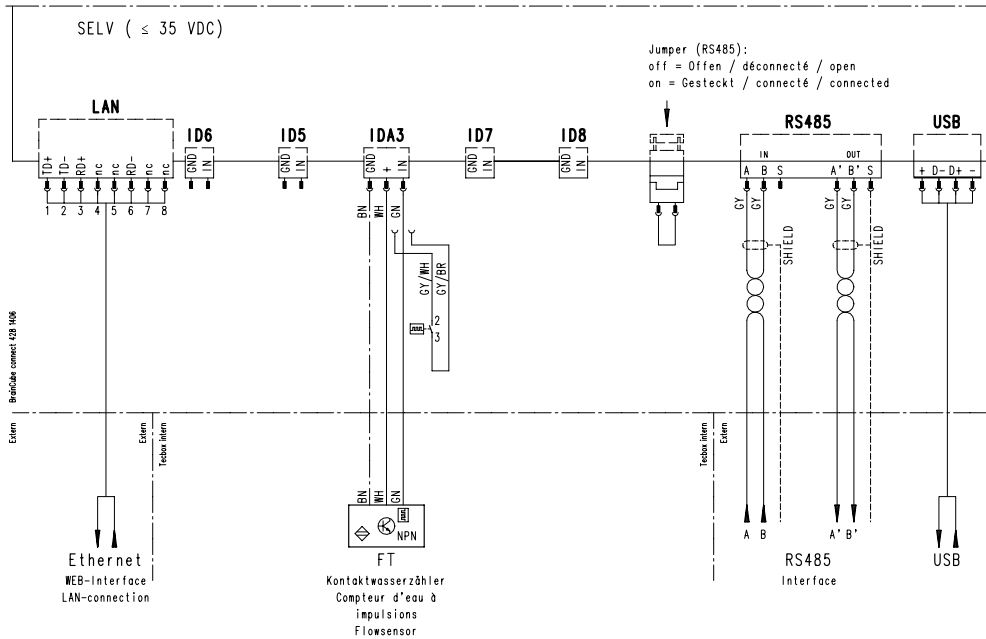 SELV ( ≤ 35 VDC)
Jumper (RS485):
off = Offen / déconnecté / open
on = Gesteckt / connecté / connected
LAN
ID6
ID5
IDA3
ID7
ID8
RS485
USB
IN
OUT
TD+ TD- RD+ nc nc RD- nc nc
GND IN
GND IN
GND + IN
GND IN
GND IN
A B S A' B' S
+ D- D+ -
1 2 3 4 5 6 7 8
BN WH GN
GY GY
GY GY
SHIELD
SHIELD
GY/WH
GY/BR
2
3
BrainCube connect 428 1406
Extern
Extern
Tecbox intern
Tecbox intern
Extern
BN WH GN
NPN
A B A' B'
Ethernet
WEB-Interface
LAN-connection
FT
Kontaktwasserzähler
Compteur d'eau à
impulsions
Flowsensor
RS485
Interface
USB